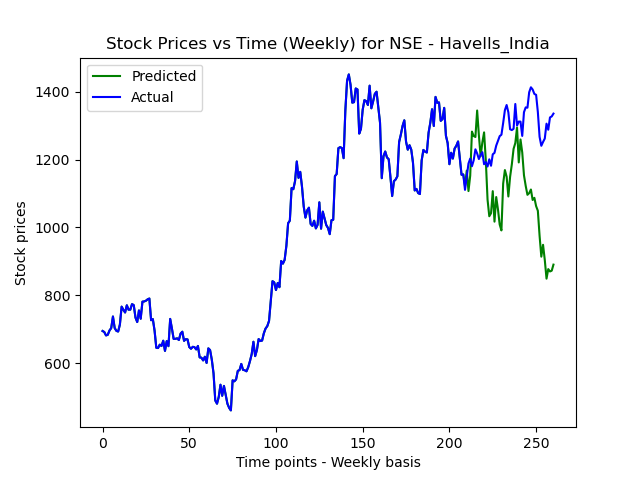 Stock Prices vs Time (Weekly) for NSE - Havells_India
Predicted
Actual
1400
1200
1000
800
600
Stock prices
0 50 100 150 200 250
Time points - Weekly basis